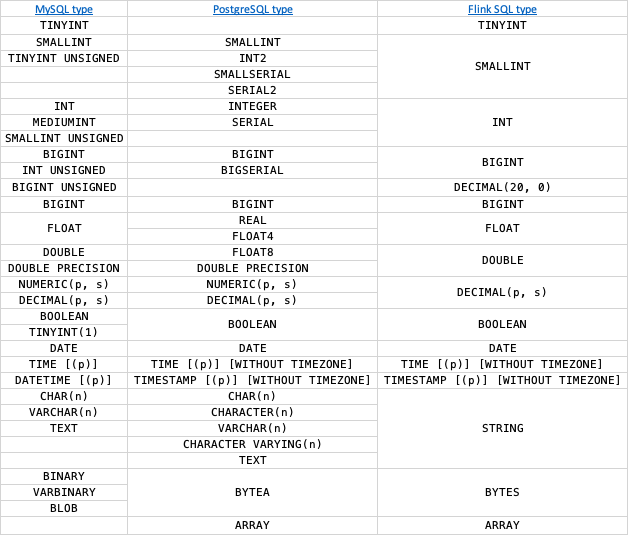 MySQL type PostgreSQL type Flink SQL type
TINYINT TINYINT
SMALLINT SMALLINT SMALLINT
TINYINT UNSIGNED INT2
SMALLSERIAL
SERIAL2
INT INTEGER INT
MEDIUMINT SERIAL
SMALLINT UNSIGNED
BIGINT BIGINT BIGINT
INT UNSIGNED BIGSERIAL
BIGINT UNSIGNED DECIMAL(20, 0)
BIGINT BIGINT BIGINT
FLOAT REAL FLOAT
FLOAT4
DOUBLE FLOAT8 DOUBLE
DOUBLE PRECISION DOUBLE PRECISION
NUMERIC(p, s) NUMERIC(p, s) DECIMAL(p, s)
DECIMAL(p, s) DECIMAL(p, s)
BOOLEAN BOOLEAN BOOLEAN
TINYINT(1)
DATE DATE DATE
TIME [(p)] TIME [(p)] [WITHOUT TIMEZONE] TIME [(p)] [WITHOUT TIMEZONE]
DATETIME [(p)] TIMESTAMP [(p)] [WITHOUT TIMEZONE] TIMESTAMP [(p)] [WITHOUT TIMEZONE]
CHAR(n) CHAR(n) STRING
VARCHAR(n) CHARACTER(n)
TEXT VARCHAR(n)
CHARACTER VARYING(n)
TEXT
BINARY BYTEA BYTES
VARBINARY
BLOB
ARRAY ARRAY